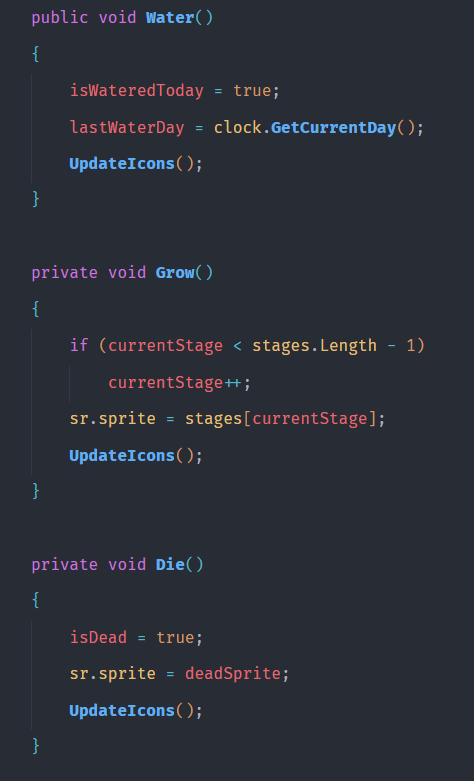 public void Water()
{
isWateredToday = true;
lastWaterDay = clock.GetCurrentDay();
UpdateIcons();
}
private void Grow()
{
if (currentStage < stages.Length - 1)
currentStage++;
sr.sprite = stages[currentStage];
UpdateIcons();
}
private void Die()
{
isDead = true;
sr.sprite = deadSprite;
UpdateIcons();
}